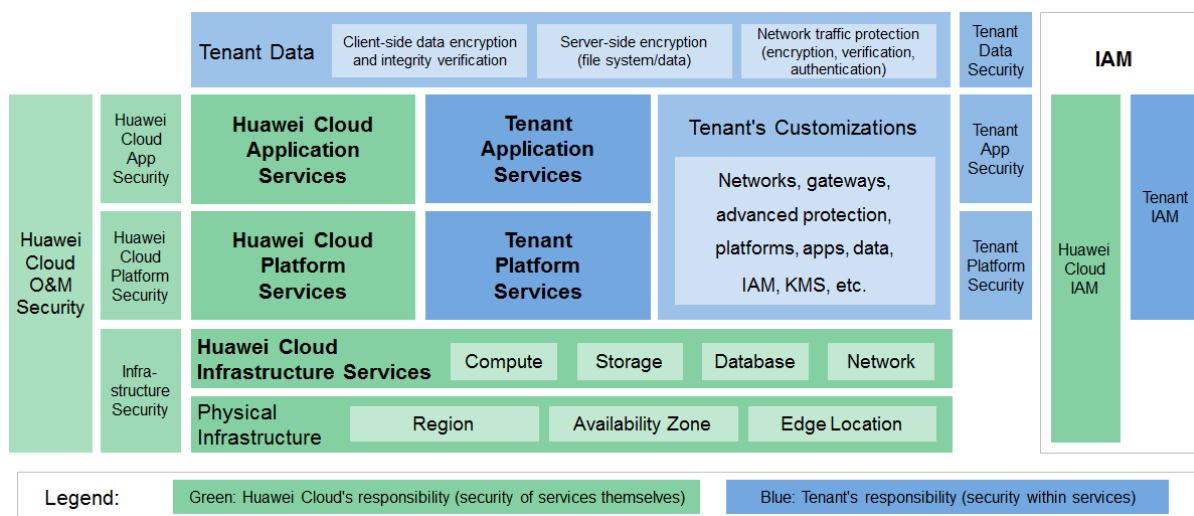 Tenant Data
Client-side data encryption
and integrity verification
Server-side encryption
(file system/data)
Network traffic protection
(encryption, verification,
authentication)
Tenant
Data
Security
IAM
Huawei
Cloud
O&M
Security
Huawei
Cloud
App
Security
Huawei Cloud
Application
Services
Tenant
Application
Services
Tenant's Customizations
Networks, gateways,
advanced protection,
platforms, apps, data,
IAM, KMS, etc.
Tenant
App
Security
Huawei
Cloud
IAM
Tenant
IAM
Huawei
Cloud
Platform
Security
Huawei Cloud
Platform
Services
Tenant
Platform
Services
Tenant
Platform
Security
Infra-
structure
Security
Huawei Cloud
Infrastructure Services
Compute
Storage
Database
Network
Physical
Infrastructure
Region
Availability Zone
Edge Location
Legend:
Green: Huawei Cloud's responsibility (security of services themselves)
Blue: Tenant's responsibility (security within services)